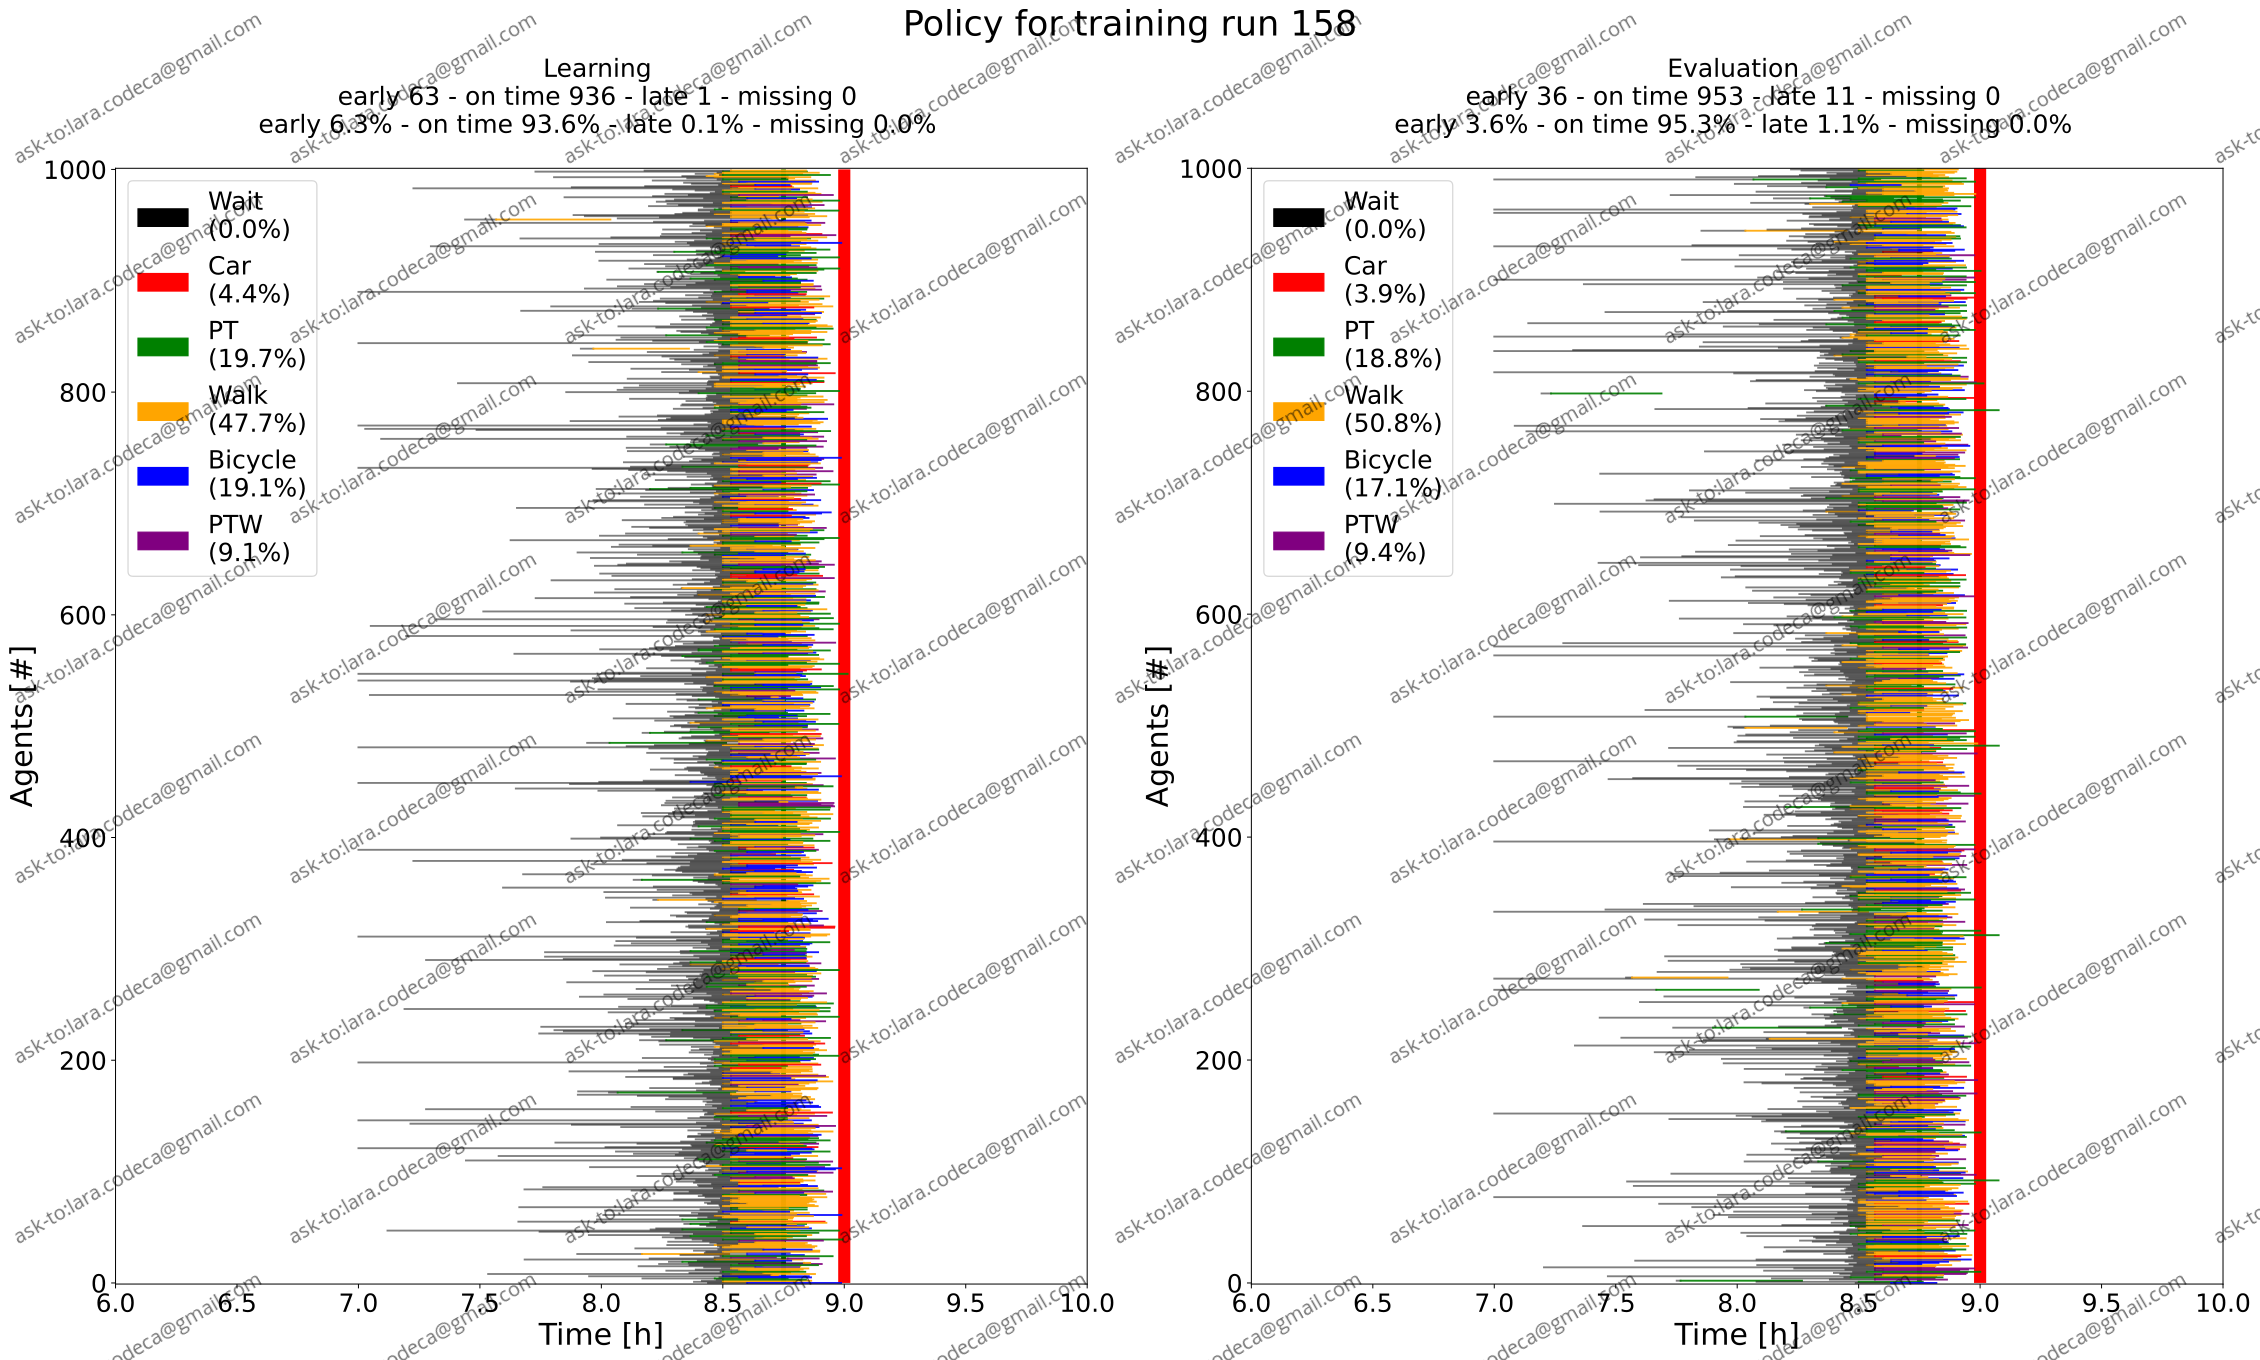 Policy for training run 158
Learning
early 63 - on time 936 - late 1 - missing 0
early 6.3% - on time 93.6% - late 0.1% - missing 0.0%
1000
800
600
400
200
0
Agents [#]
Wait
(0.0%)
Car
(4.4%)
PT
(19.7%)
Walk
(47.7%)
Bicycle
(19.1%)
PTW
(9.1%)
6.0 6.5 7.0 7.5 8.0 8.5 9.0 9.5 10.0
Time [h]
Evaluation
early 36 - on time 953 - late 11 - missing 0
early 3.6% - on time 95.3% - late 1.1% - missing 0.0%
1000
800
600
400
200
0
Agents [#]
Wait
(0.0%)
Car
(3.9%)
PT
(18.8%)
Walk
(50.8%)
Bicycle
(17.1%)
PTW
(9.4%)
6.0 6.5 7.0 7.5 8.0 8.5 9.0 9.5 10.0
Time [h]
ask-to:lara.codeca@gmail.com